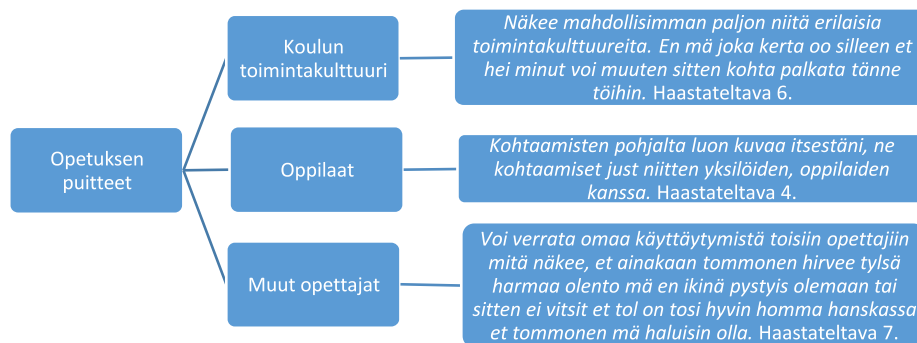 Opetuksen
puitteet
Koulun
toimintakulttuuri
Näkee mahdollisimman paljon niitä erilaisia
toimintakulttuureita. En mä joka kerta oo silleen et
hei minut voi muuten sitten kohta palkata tänne
töihin. Haastateltava 6.
Oppilaat
Kohtaamisten pohjalta luon kuvaa itsestäni, ne
kohtaamiset just niitten yksilöiden, oppilaiden
kanssa. Haastateltava 4.
Muut opettajat
Voi verrata omaa käyttäytymistä toisiin opettajiin
mitä näkee, et ainakaan tommonen hirvee tylsä
harmaa olento mä en ikinä pystyis olemaan tai
sitten ei vitsit et tol on tosi hyvin homma hanskassa
et tommonen mä haluisin olla. Haastateltava 7.